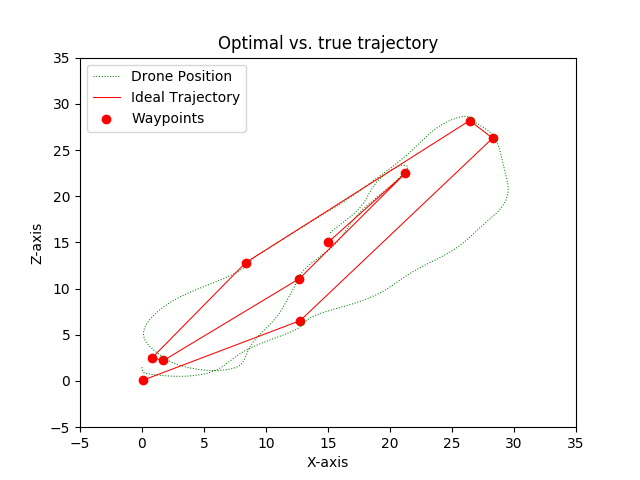 Optimal vs. true trajectory
Drone Position
Ideal Trajectory
Waypoints
35
30
25
20
15
10
5
0
−5
Z-axis
−5 0 5 10 15 20 25 30 35
X-axis